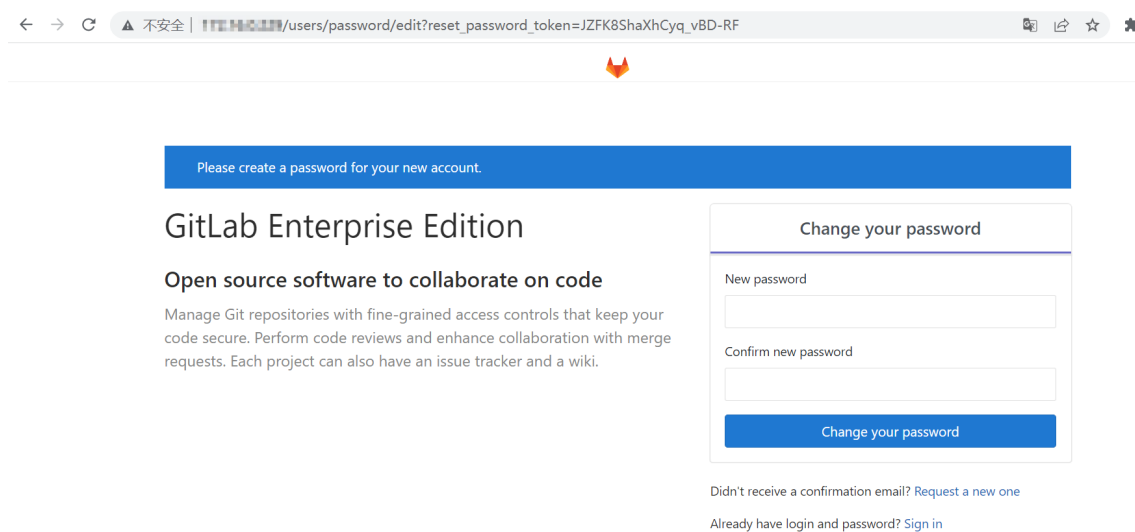 不安全 | /users/password/edit?reset_password_token=JZFK8ShaXhCyq_vBD-RF
Please create a password for your new account.
GitLab Enterprise Edition
Open source software to collaborate on code
Manage Git repositories with fine-grained access controls that keep your
code secure. Perform code reviews and enhance collaboration with merge
requests. Each project can also have an issue tracker and a wiki.
Change your password
New password
Confirm new password
Change your password
Didn't receive a confirmation email? Request a new one
Already have login and password? Sign in